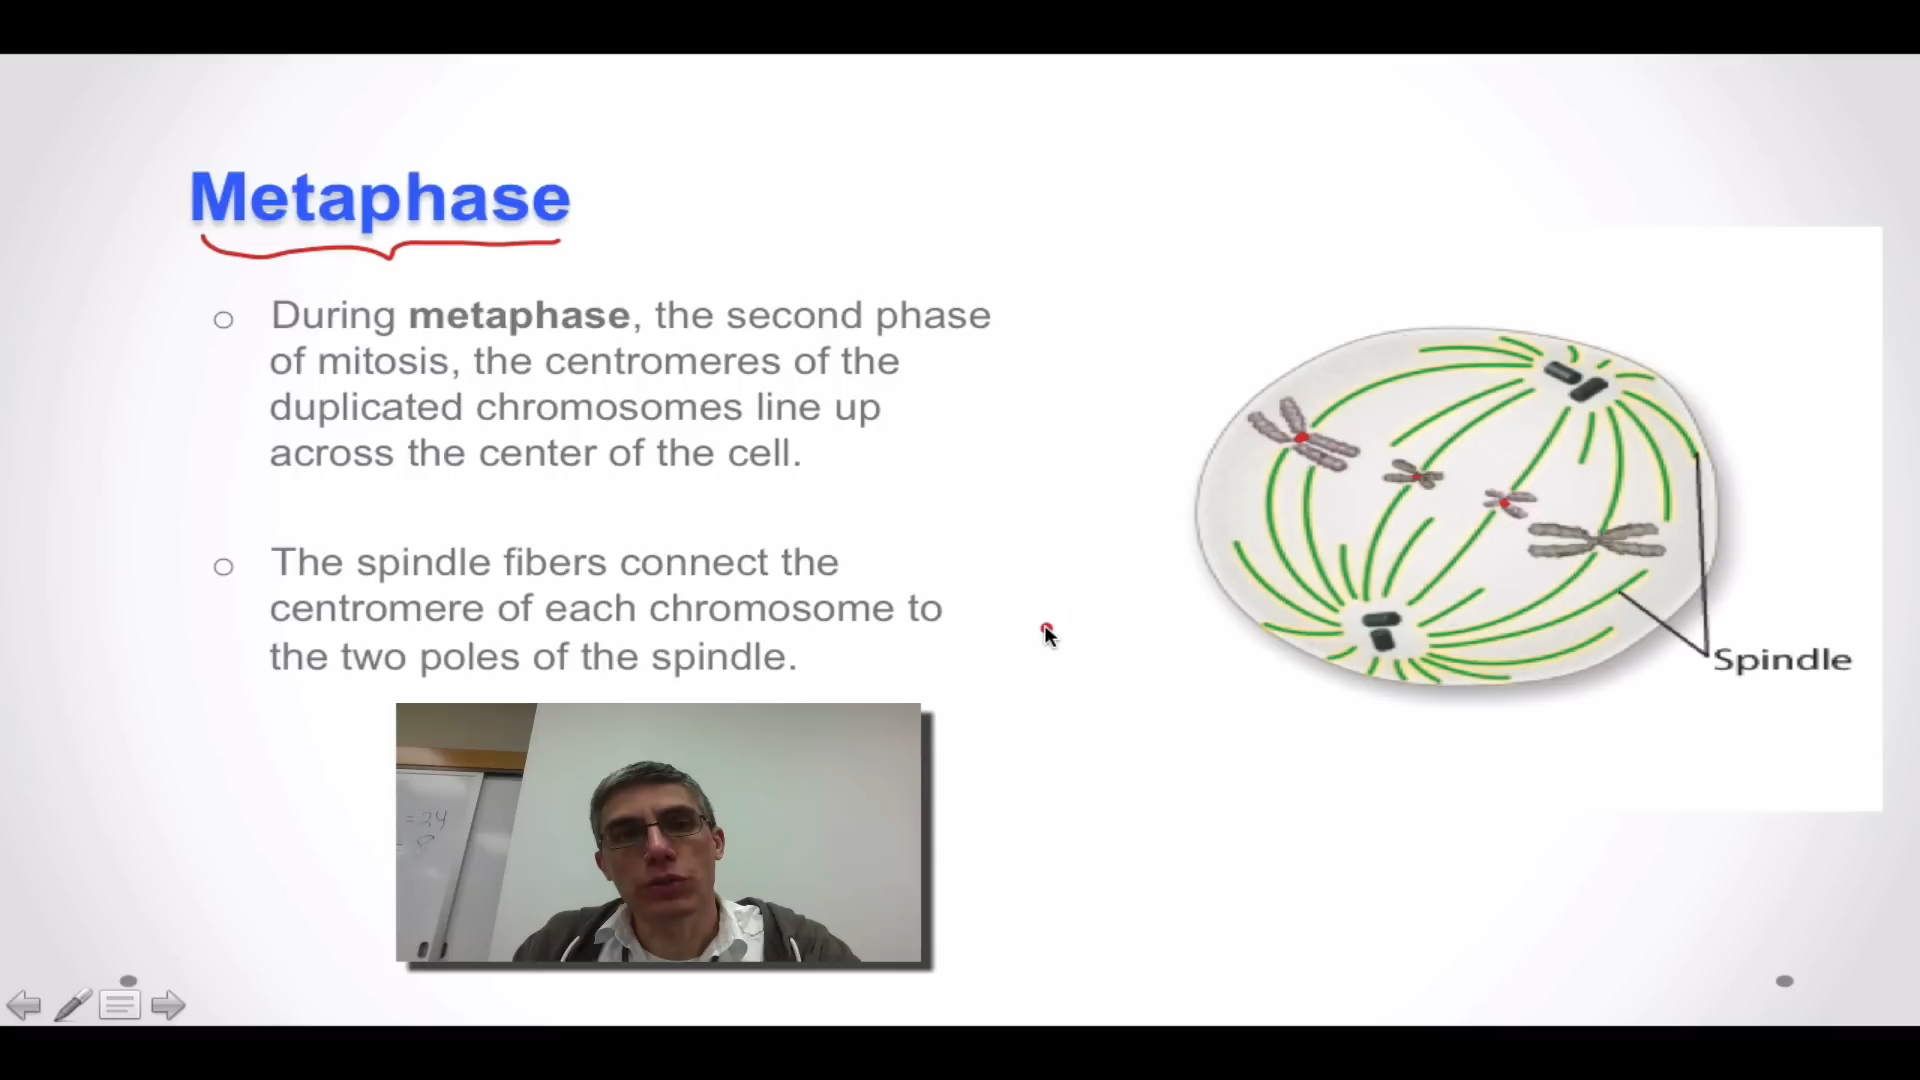 Metaphase
During metaphase, the second phase
of mitosis, the centromeres of the
duplicated chromosomes line up
across the center of the cell.
The spindle fibers connect the
centromere of each chromosome to
the two poles of the spindle.
Spindle
= 24